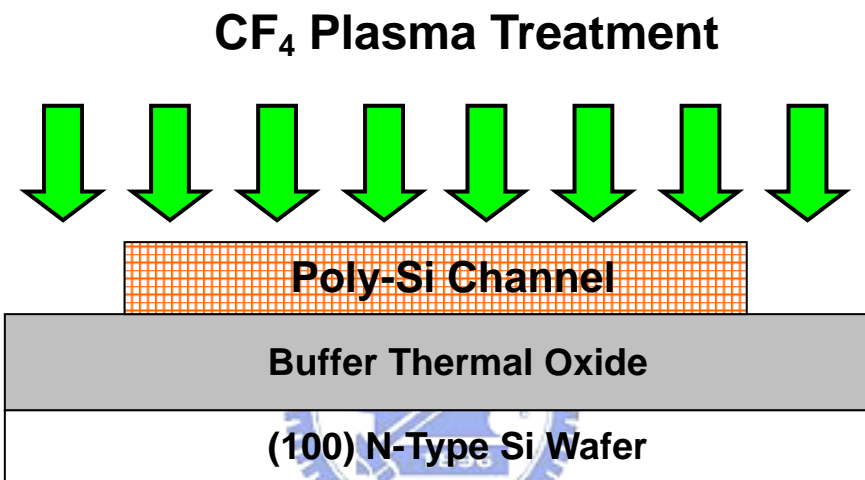 CF₄ Plasma Treatment
Poly-Si Channel
Buffer Thermal Oxide
(100) N-Type Si Wafer